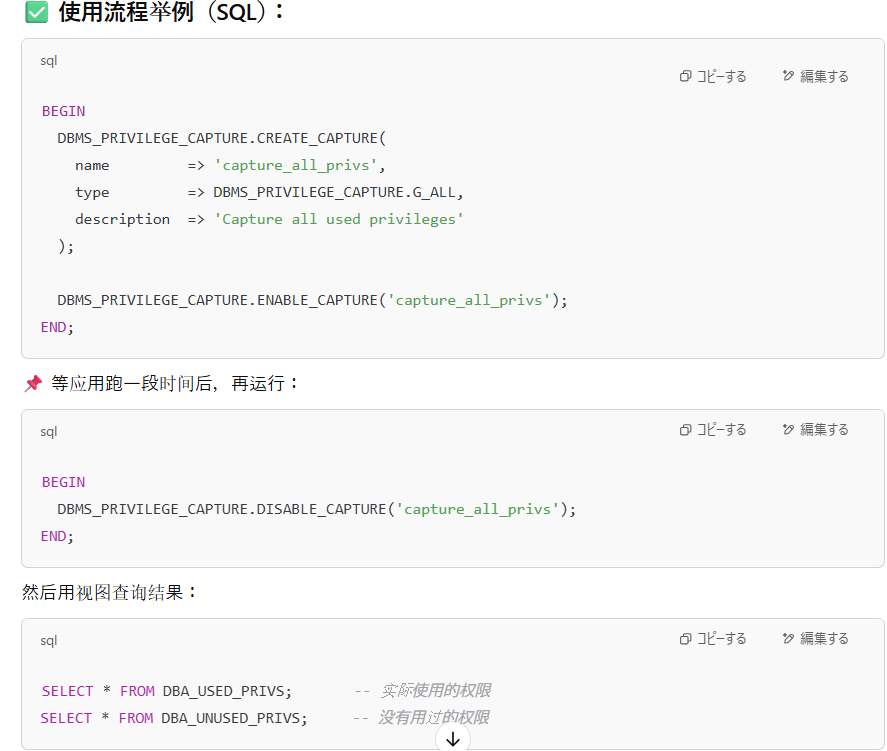 ✅ 使用流程举例（SQL）：
sql
コピーする 編集する
BEGIN
DBMS_PRIVILEGE_CAPTURE.CREATE_CAPTURE(
name => 'capture_all_privs',
type => DBMS_PRIVILEGE_CAPTURE.G_ALL,
description => 'Capture all used privileges'
);
DBMS_PRIVILEGE_CAPTURE.ENABLE_CAPTURE('capture_all_privs');
END;
📌 等应用跑一段时间后，再运行：
sql
コピーする 編集する
BEGIN
DBMS_PRIVILEGE_CAPTURE.DISABLE_CAPTURE('capture_all_privs');
END;
然后用视图查询结果：
sql
コピーする 編集する
SELECT * FROM DBA_USED_PRIVS; -- 实际使用的权限
SELECT * FROM DBA_UNUSED_PRIVS; -- 没有用过的权限